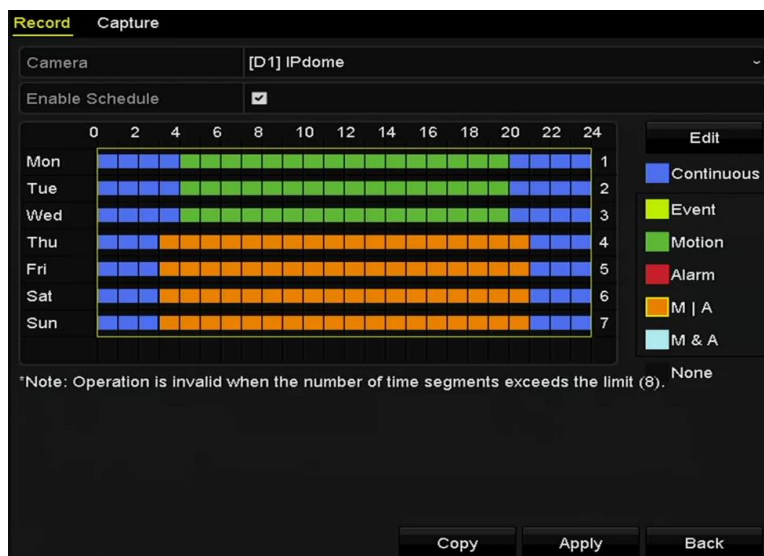 Record Capture
Camera [D1] IPdome
Enable Schedule
0 2 4 6 8 10 12 14 16 18 20 22 24
Edit
Mon 1
Continuous
Tue 2
Wed 3
Event
Thu 4
Motion
Fri 5
Alarm
Sat 6
M | A
Sun 7
M & A
None
*Note: Operation is invalid when the number of time segments exceeds the limit (8).
Copy Apply Back